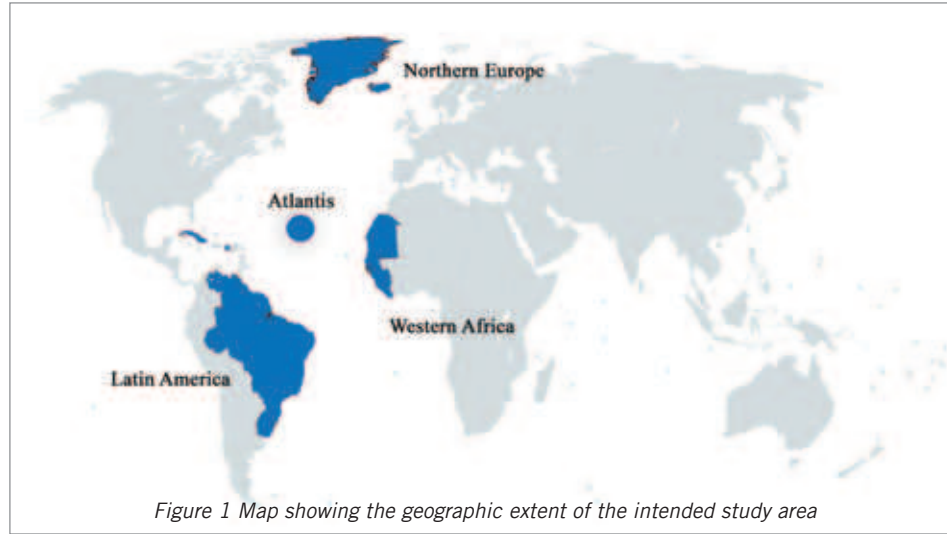 Northern Europe
Atlantis
Western Africa
Latin America
Figure 1 Map showing the geographic extent of the intended study area